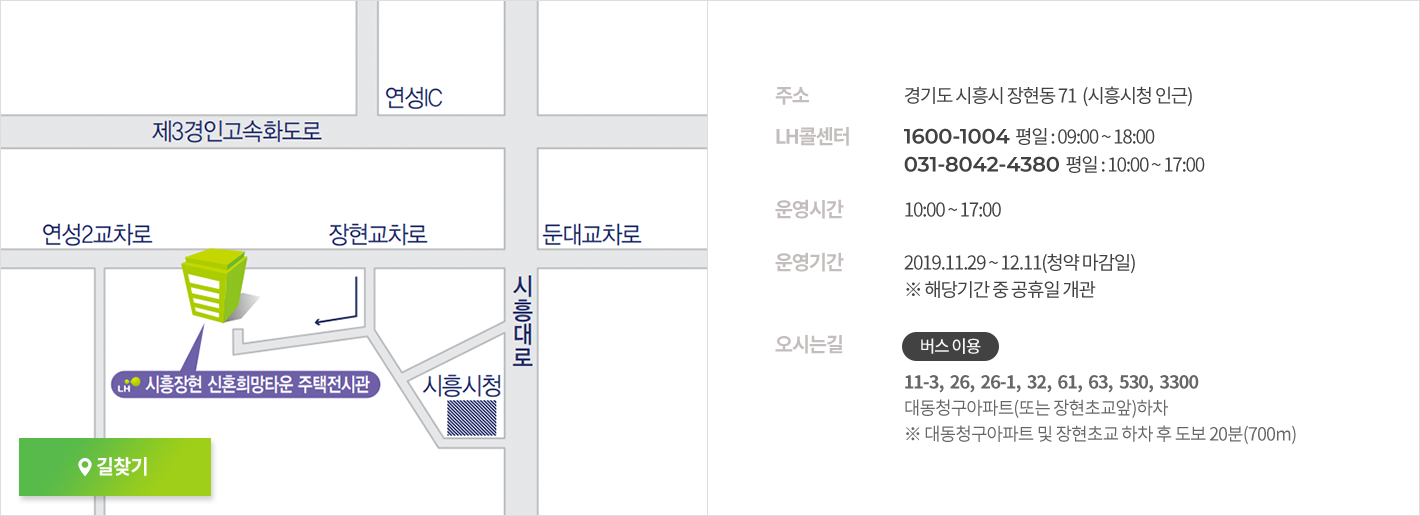 연성IC
제3경인고속화도로
연성2교차로
장현교차로
둔대교차로
시흥대로
LH 시흥장현 신혼희망타운 주택전시관
시흥시청
길찾기
주소
경기도 시흥시 장현동 71 (시흥시청 인근)
LH콜센터
1600-1004 평일 : 09:00 ~ 18:00
031-8042-4380 평일 : 10:00 ~ 17:00
운영시간
10:00 ~ 17:00
운영기간
2019.11.29 ~ 12.11(청약 마감일)
※ 해당기간 중 공휴일 개관
오시는길
버스 이용
11-3, 26, 26-1, 32, 61, 63, 530, 3300
대동청구아파트(또는 장현초교앞)하차
※ 대동청구아파트 및 장현초교 하차 후 도보 20분(700m)